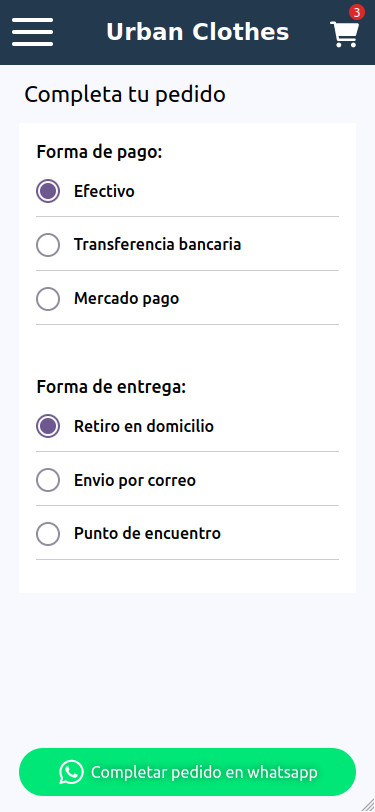 Urban Clothes
3
Completa tu pedido
Forma de pago:
Efectivo
Transferencia bancaria
Mercado pago
Forma de entrega:
Retiro en domicilio
Envio por correo
Punto de encuentro
Completar pedido en whatsapp